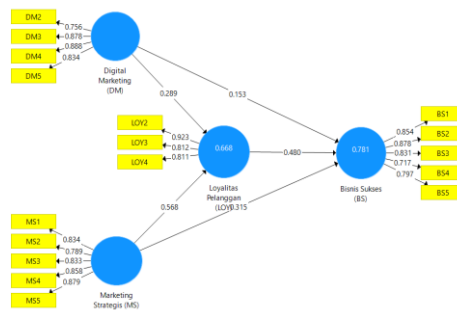 DM2
DM3
DM4
DM5
0.756
0.878
0.888
0.834
Digital
Marketing
(DM)
0.289
0.153
LOY2
LOY3
LOY4
0.923
0.812
0.811
0.668
Loyalitas
Pelanggan
(LOY)
0.480
0.781
Bisnis Sukses
(BS)
0.854
0.878
0.831
0.717
0.797
BS1
BS2
BS3
BS4
BS5
0.568
0.315
MS1
MS2
MS3
MS4
MS5
0.834
0.789
0.833
0.858
0.879
Marketing
Strategis (MS)